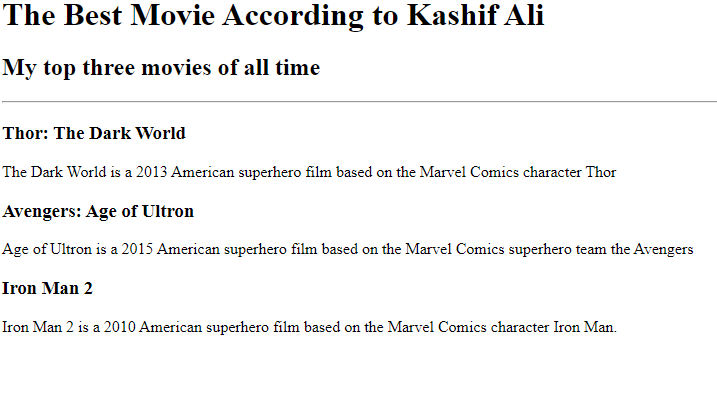 The Best Movie According to Kashif Ali
My top three movies of all time
Thor: The Dark World
The Dark World is a 2013 American superhero film based on the Marvel Comics character Thor
Avengers: Age of Ultron
Age of Ultron is a 2015 American superhero film based on the Marvel Comics superhero team the Avengers
Iron Man 2
Iron Man 2 is a 2010 American superhero film based on the Marvel Comics character Iron Man.